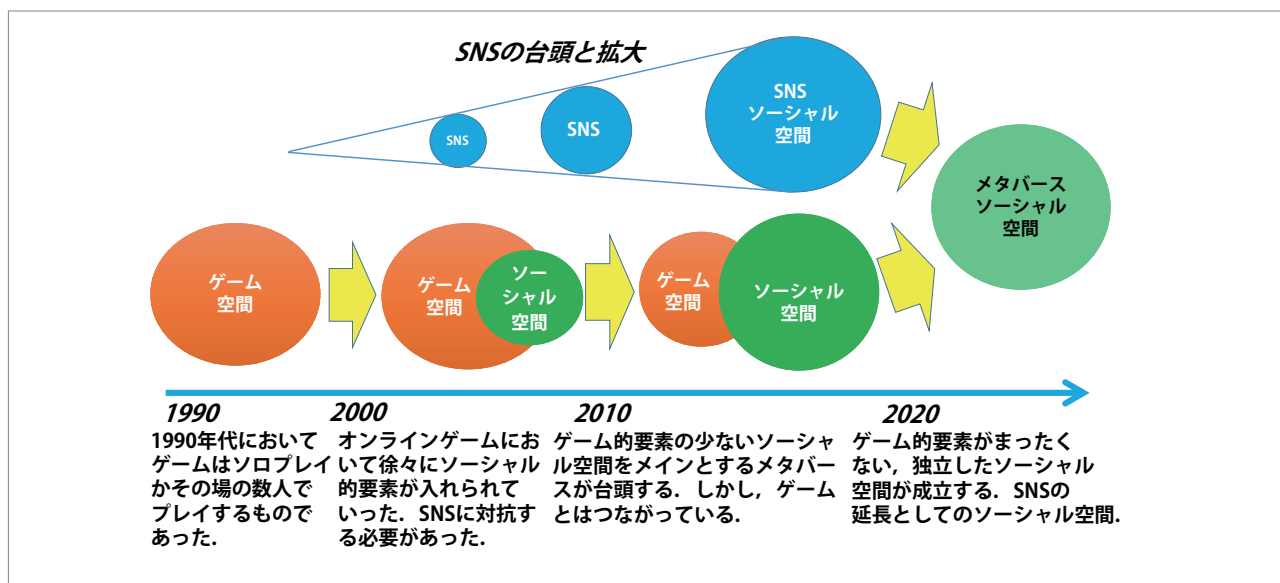 SNSの台頭と拡大
SNS
SNS
SNS
ソーシャル
空間
メタバース
ソーシャル
空間
ゲーム
空間
ゲーム
空間
ソー
シャル
空間
ゲーム
空間
ソーシャル
空間
1990
1990年代において
ゲームはソロプレイ
かその場の数人で
プレイするもので
あった.
2000
オンラインゲームにお
いて徐々にソーシャル
的要素が入れられて
いった. SNSに対抗す
る必要があった.
2010
ゲーム的要素の少ないソーシャ
ル空間をメインとするメタバー
スが台頭する. しかし, ゲーム
とはつながっている.
2020
ゲーム的要素がまったく
ない, 独立したソーシャル
空間が成立する. SNSの
延長としてのソーシャル空間.